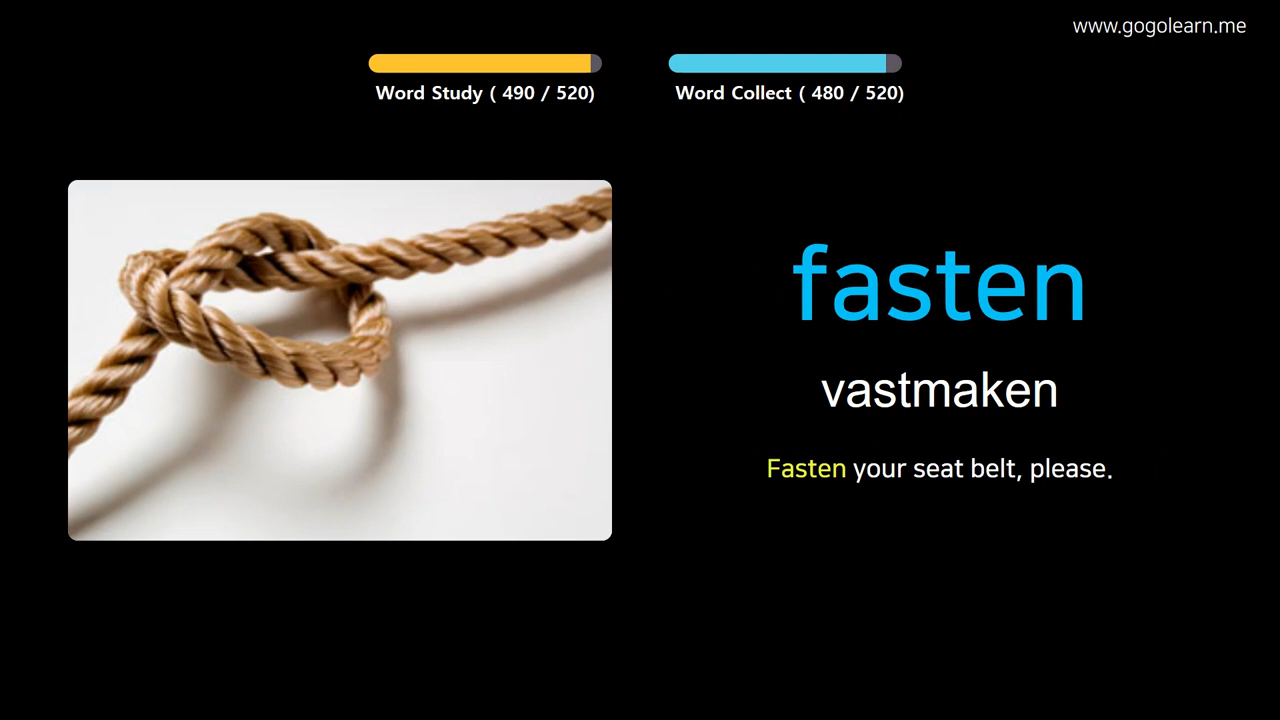 www.gogolearn.me
Word Study ( 490 / 520)
Word Collect ( 480 / 520)
fasten
vastmaken
Fasten your seat belt, please.